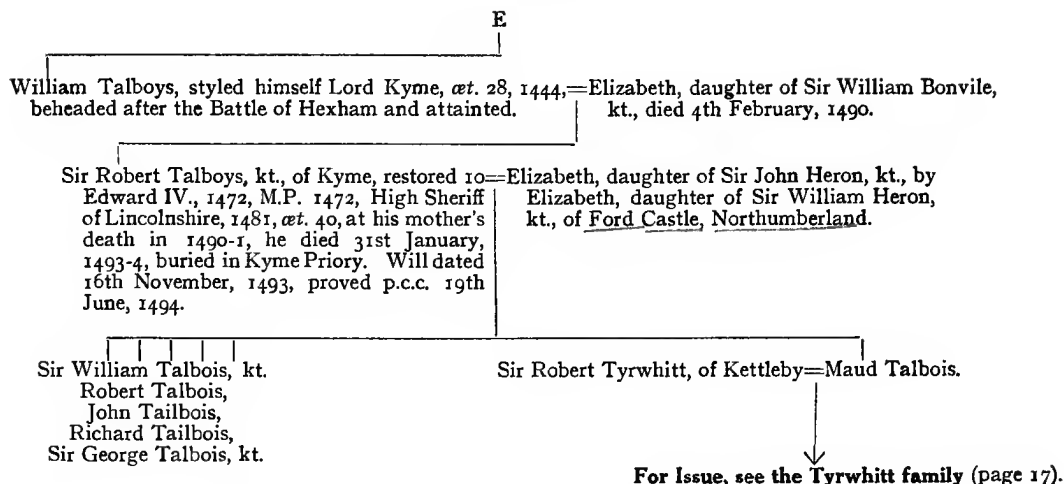 E
William Talboys, styled himself Lord Kyme, æt. 28, 1444,=Elizabeth, daughter of Sir William Bonvile,
beheaded after the Battle of Hexham and attainted. kt., died 4th February, 1490.
Sir Robert Talboys, kt., of Kyme, restored 10=Elizabeth, daughter of Sir John Heron, kt., by
Edward IV., 1472, M.P. 1472, High Sheriff Elizabeth, daughter of Sir William Heron,
of Lincolnshire, 1481, æt. 40, at his mother's kt., of Ford Castle, Northumberland.
death in 1490-1, he died 31st January,
1493-4, buried in Kyme Priory. Will dated
16th November, 1493, proved p.c.c. 19th
June, 1494.
Sir William Talbois, kt. Sir Robert Tyrwhitt, of Kettleby=Maud Talbois.
Robert Talbois,
John Tailbois,
Richard Tailbois,
Sir George Talbois, kt.
For Issue, see the Tyrwhitt family (page 17).